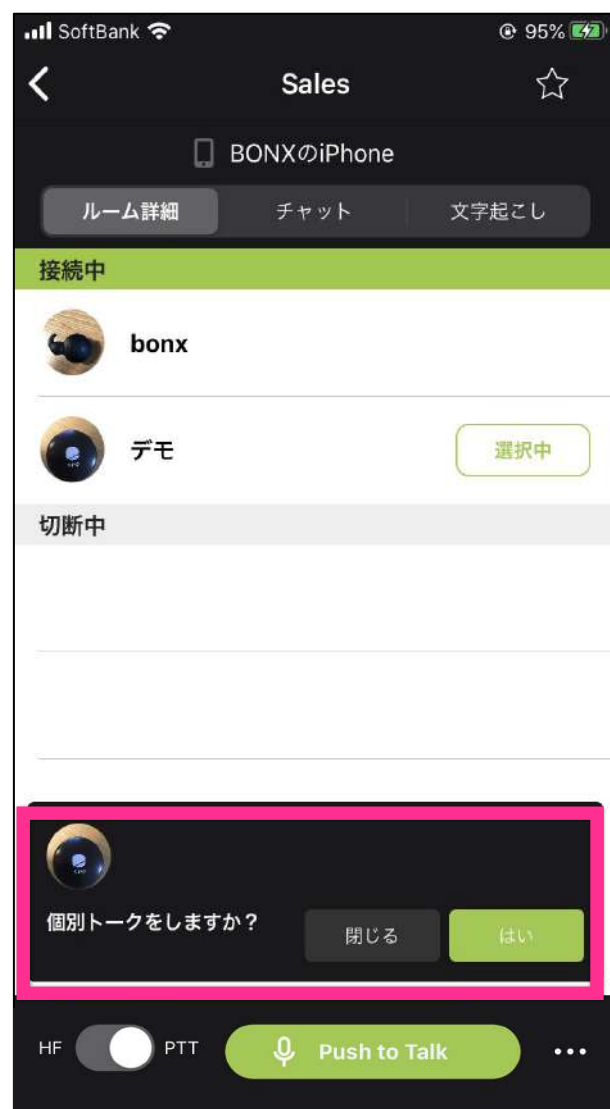 SoftBank 95%
Sales
BONXのiPhone
ルーム詳細 チャット 文字起こし
接続中
bonx
デモ 選択中
切断中
個別トークをしますか？ 閉じる はい
HF PTT Push to Talk